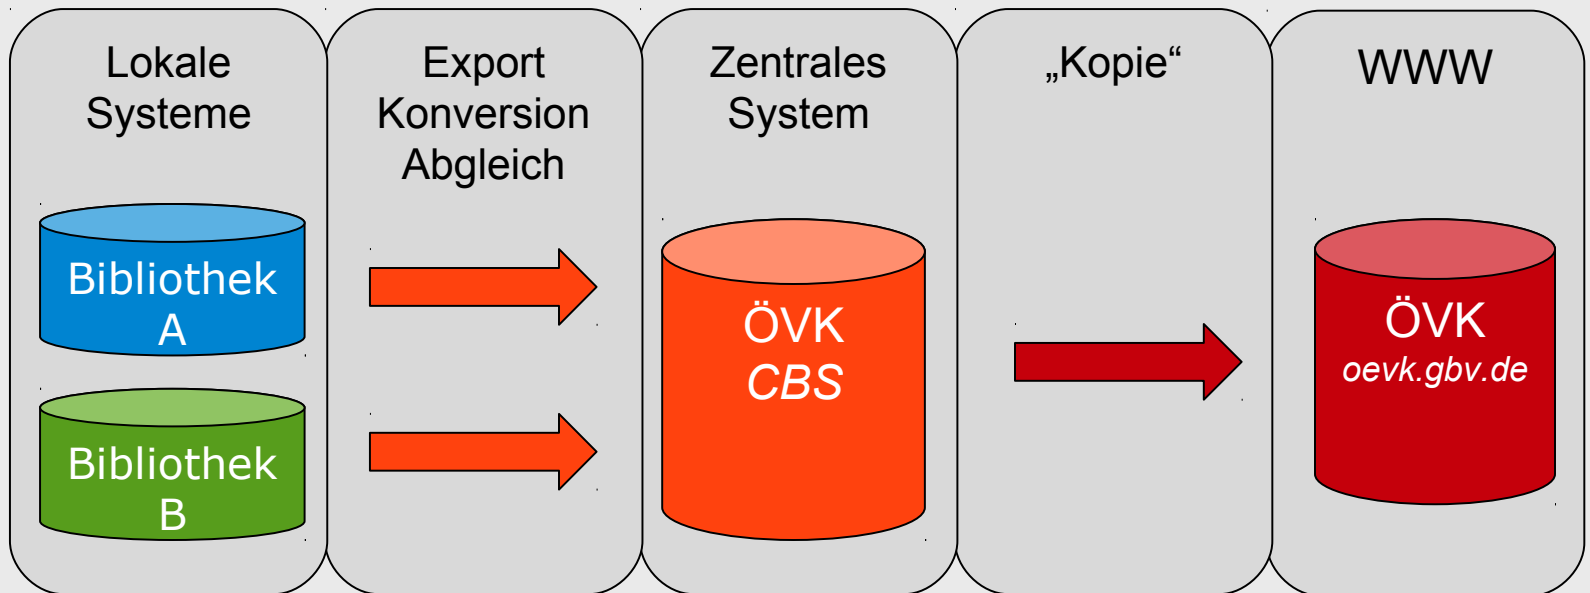 Lokale
Systeme
Export
Konversion
Abgleich
Zentrales
System
„Kopie“
WWW
Bibliothek
A
Bibliothek
B
ÖVK
CBS
ÖVK
oevk.gbv.de